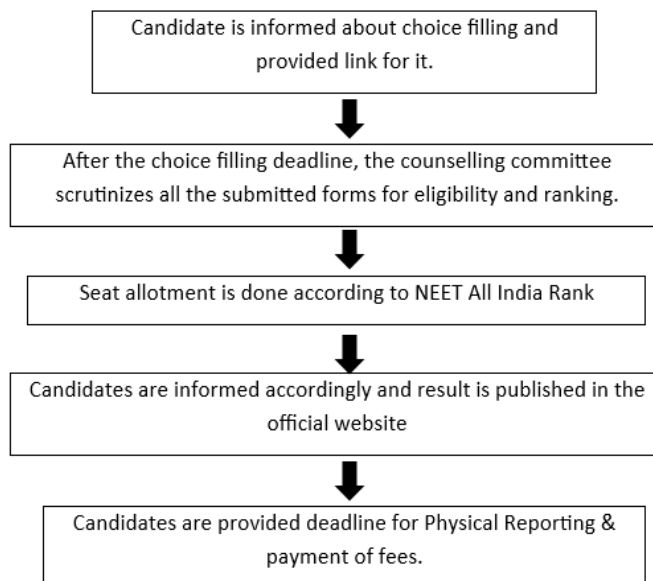 Candidate is informed about choice filling and
provided link for it.
After the choice filling deadline, the counselling committee
scrutinizes all the submitted forms for eligibility and ranking.
Seat allotment is done according to NEET All India Rank
Candidates are informed accordingly and result is published in the
official website
Candidates are provided deadline for Physical Reporting &
payment of fees.